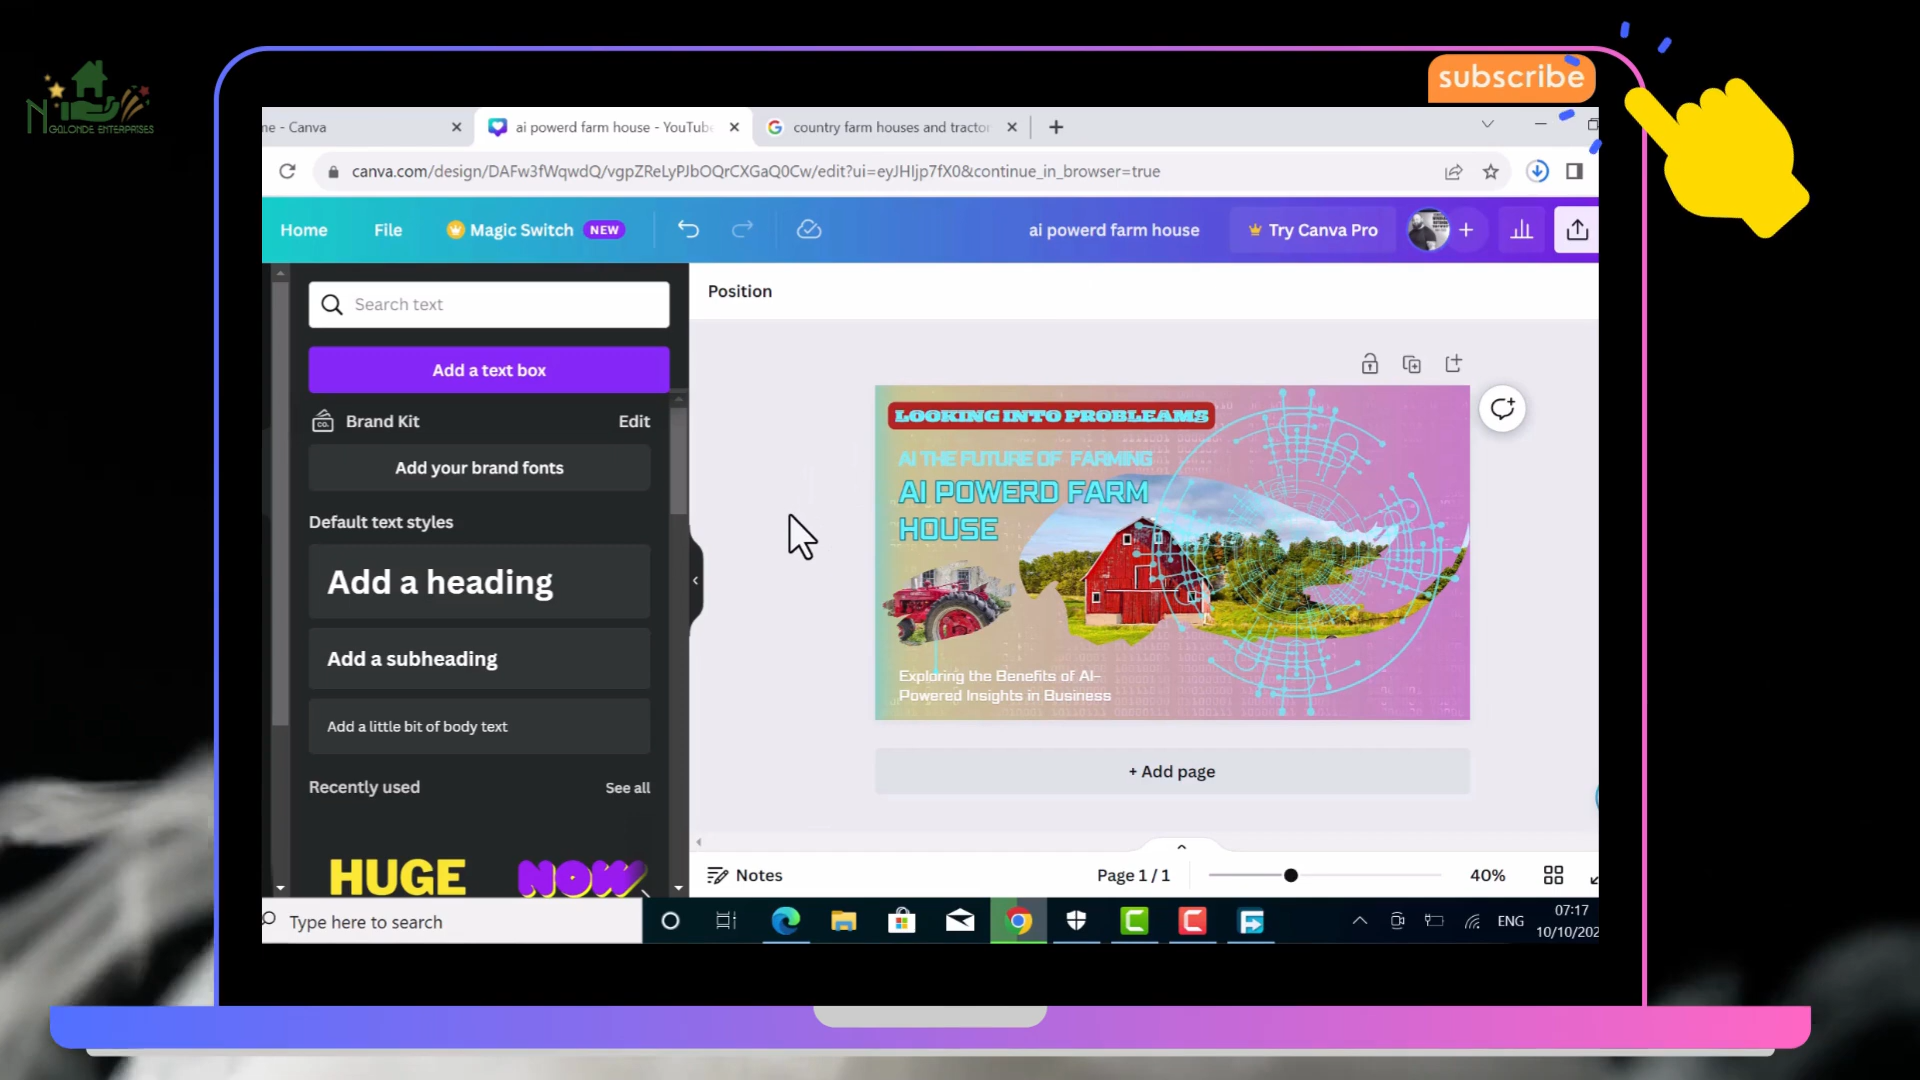 subscribe
NGOLONDE ENTERPRISES
ne - Canva
ai powerd farm house - YouTube
country farm houses and tractor
canva.com/design/DAFw3fWqwdQ/vgpZReLyPJbOQrCXGaQ0Cw/edit?ui=eyJHIjp7fX0&continue_in_browser=true
Home
File
Magic Switch
NEW
ai powerd farm house
Try Canva Pro
Search text
Position
Add a text box
Brand Kit
Edit
Add your brand fonts
Default text styles
Add a heading
Add a subheading
Add a little bit of body text
Recently used
See all
HUGE
NOW
LOOKING INTO PROBLEAMS
AI THE FUTURE OF FARMING
AI POWERD FARM
HOUSE
Exploring the Benefits of AI-
Powered Insights in Business
+ Add page
Notes
Page 1 / 1
40%
Type here to search
ENG
07:17
10/10/202